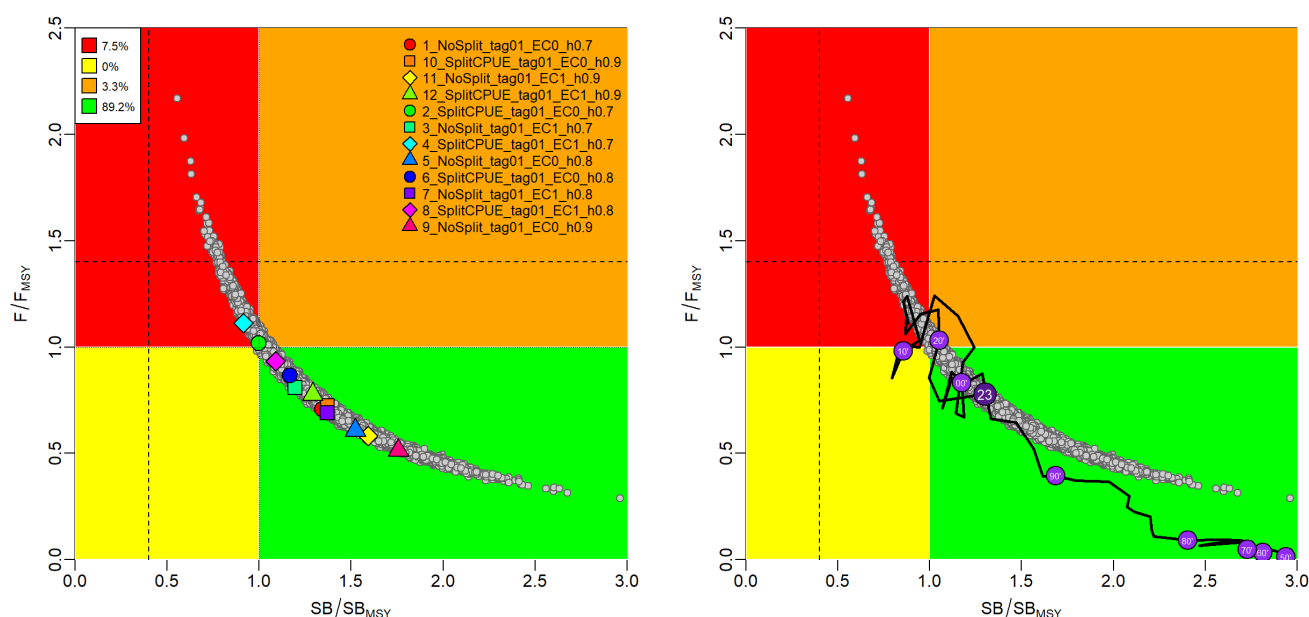 7.5%
0%
3.3%
89.2%
1_NoSplit_tag01_EC0_h0.7
10_SplitCPUE_tag01_EC0_h0.9
11_NoSplit_tag01_EC1_h0.9
12_SplitCPUE_tag01_EC1_h0.9
2_SplitCPUE_tag01_EC0_h0.7
3_NoSplit_tag01_EC1_h0.7
4_SplitCPUE_tag01_EC1_h0.7
5_NoSplit_tag01_EC0_h0.8
6_SplitCPUE_tag01_EC0_h0.8
7_NoSplit_tag01_EC1_h0.8
8_SplitCPUE_tag01_EC1_h0.8
9_NoSplit_tag01_EC0_h0.9
2.5
2.0
1.5
1.0
0.5
0.0
F/FMSY
0.0 0.5 1.0 1.5 2.0 2.5 3.0
SB/SBMSY
2.5
2.0
1.5
1.0
0.5
0.0
F/FMSY
20'
10'
00'
23
90'
80'
70'
60'
50'
0.0 0.5 1.0 1.5 2.0 2.5 3.0
SB/SBMSY